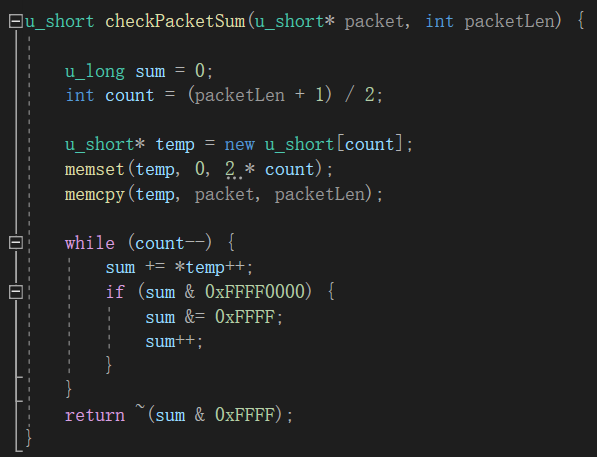 u_short checkPacketSum(u_short* packet, int packetLen) {
u_long sum = 0;
int count = (packetLen + 1) / 2;
u_short* temp = new u_short[count];
memset(temp, 0, 2 * count);
memcpy(temp, packet, packetLen);
while (count--) {
sum += *temp++;
if (sum & 0xFFFF0000) {
sum &= 0xFFFF;
sum++;
}
}
return ~(sum & 0xFFFF);
}